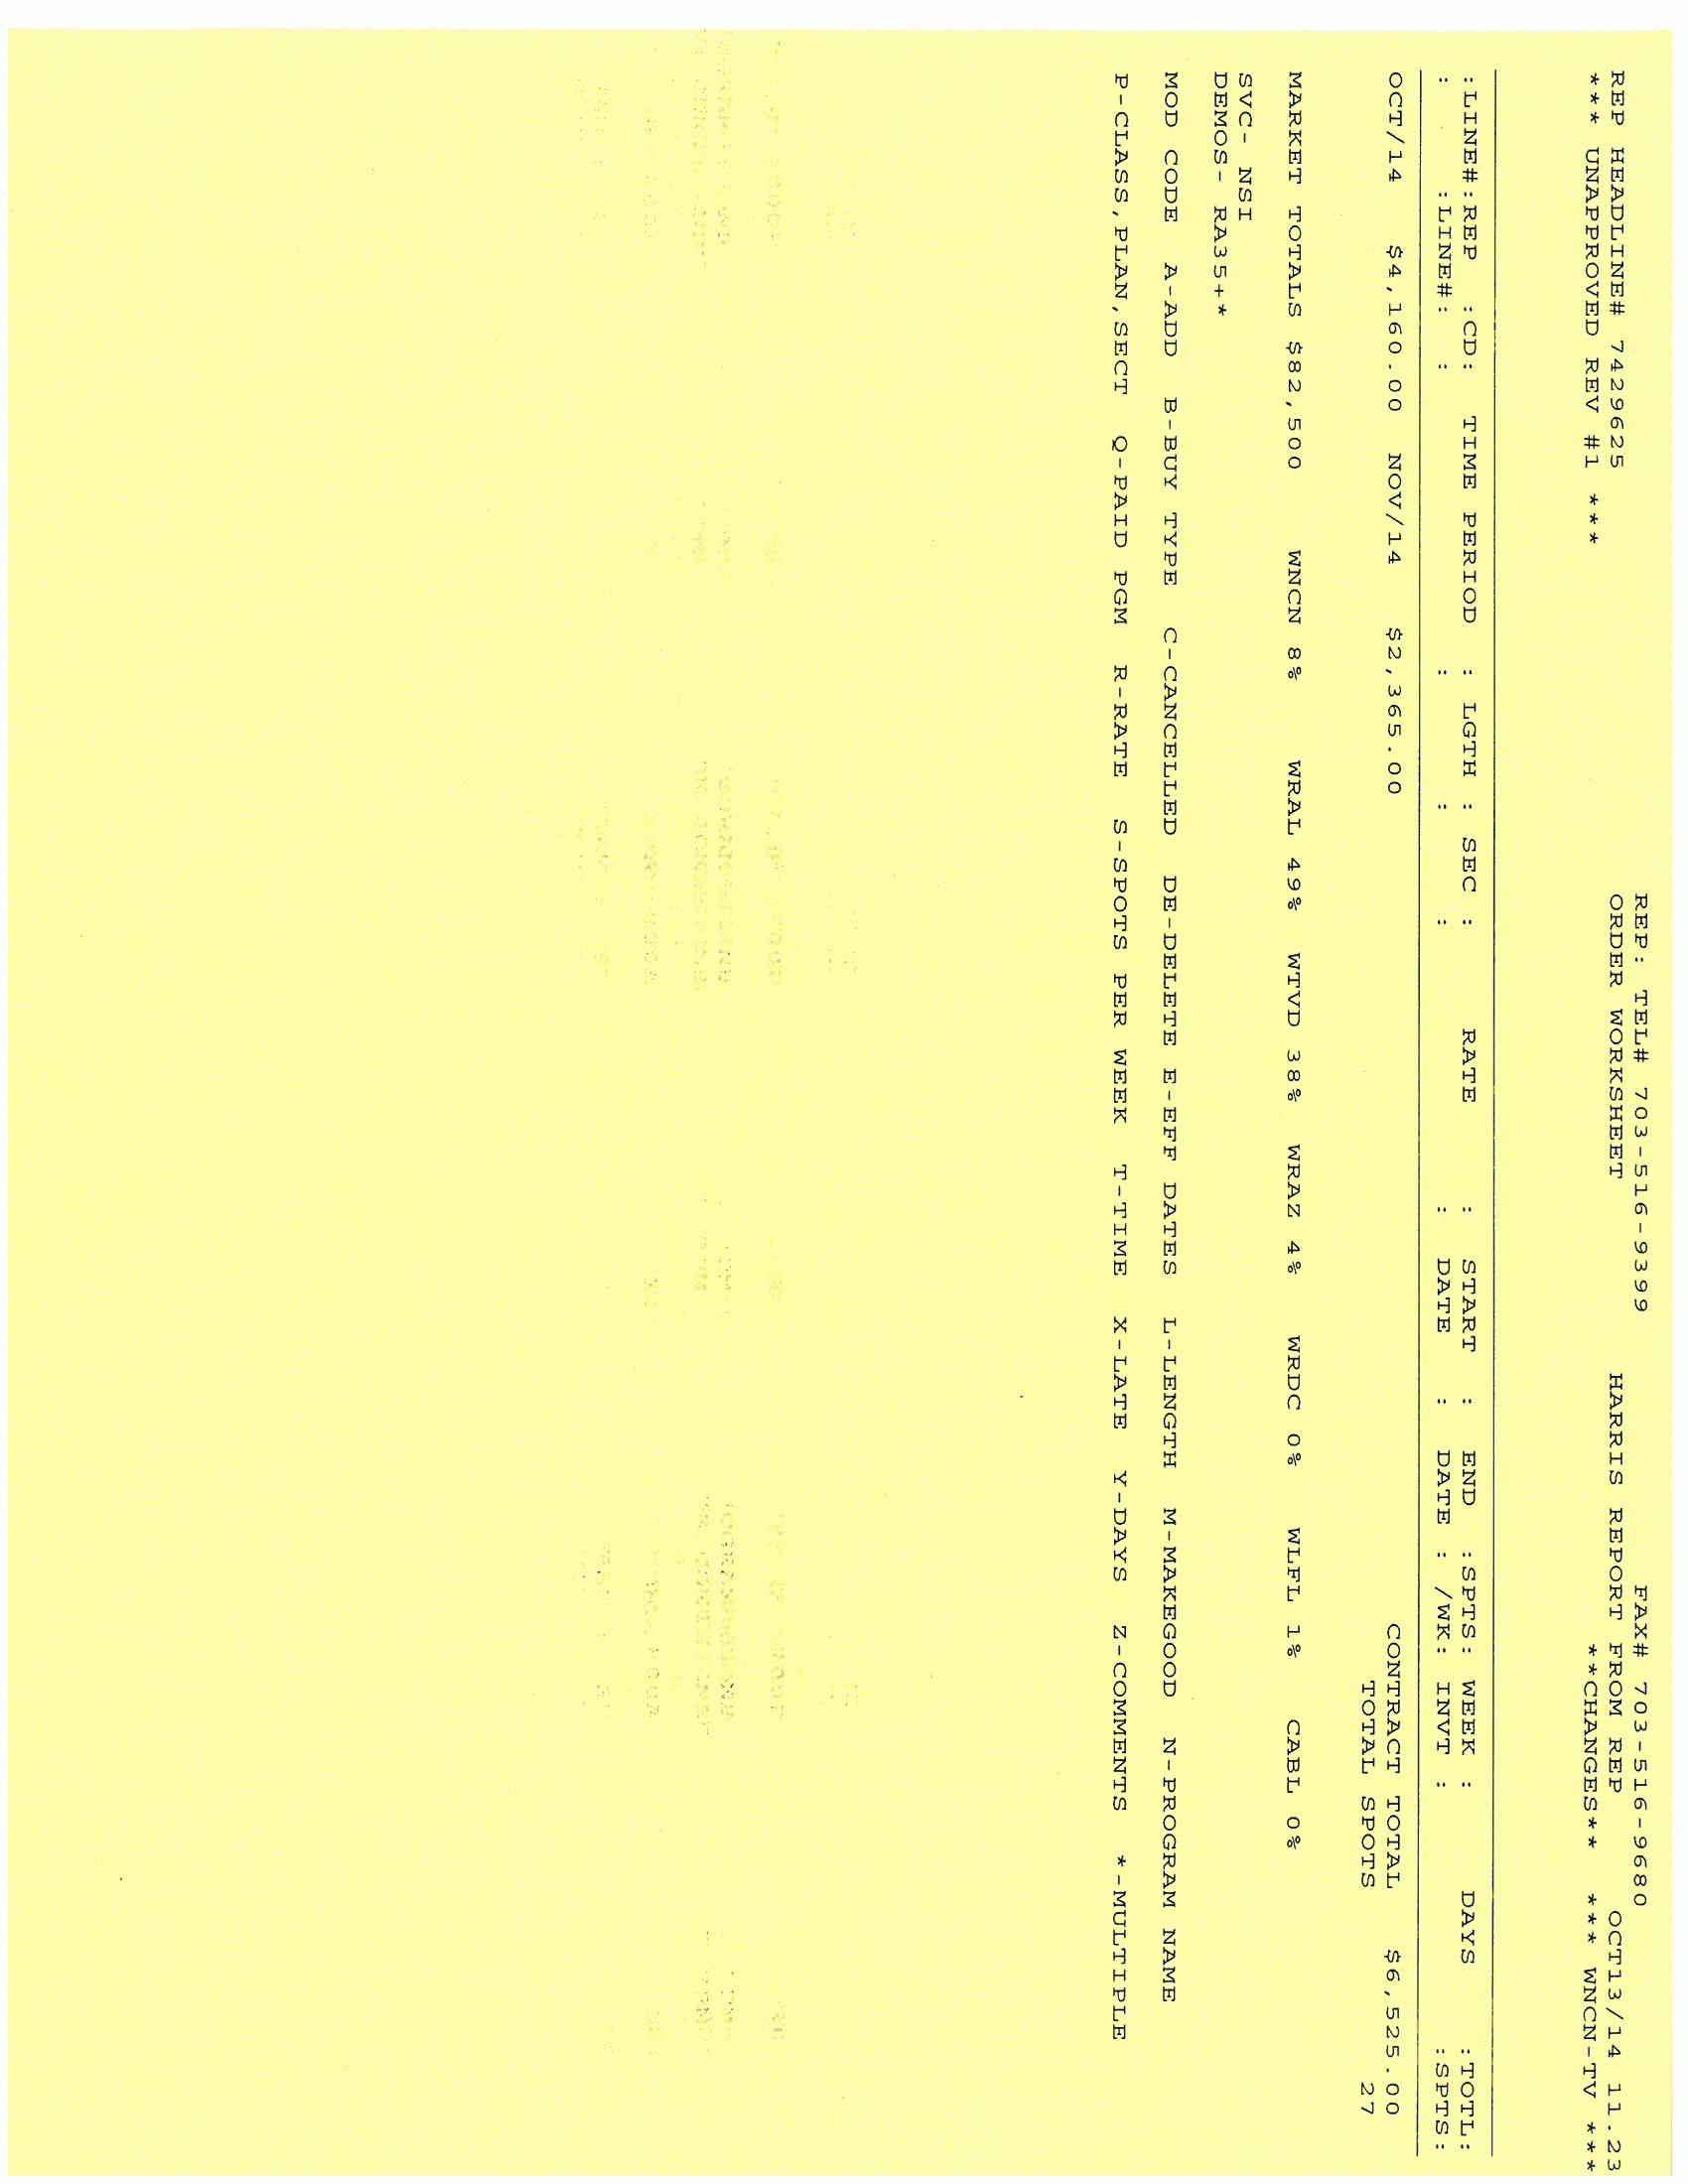 REP: TEL# 703-516-9399 FAX# 703-516-9680
REP HEADLINE# 7429625 ORDER WORKSHEET HARRIS REPORT FROM REP OCT13/14 11.23
*** UNAPPROVED REV #1 *** **CHANGES** *** WNCN-TV ***
:LINE#:REP :CD: TIME PERIOD : LGTH : SEC : RATE : START : END :SPTS: WEEK : DAYS :TOTL:
: :LINE#: : : : : : DATE : DATE : /WK: INVT : :SPTS:
OCT/14 $4,160.00 NOV/14 $2,365.00 CONTRACT TOTAL $6,525.00
TOTAL SPOTS 27
MARKET TOTALS $82,500 WNCN 8% WRAL 49% WTVD 38% WRAZ 4% WRDC 0% WLFL 1% CABL 0%
SVC- NSI
DEMOS- RA35+*
MOD CODE A-ADD B-BUY TYPE C-CANCELLED DE-DELETE E-EFF DATES L-LENGTH M-MAKEGOOD N-PROGRAM NAME
P-CLASS,PLAN,SECT Q-PAID PGM R-RATE S-SPOTS PER WEEK T-TIME X-LATE Y-DAYS Z-COMMENTS *-MULTIPLE